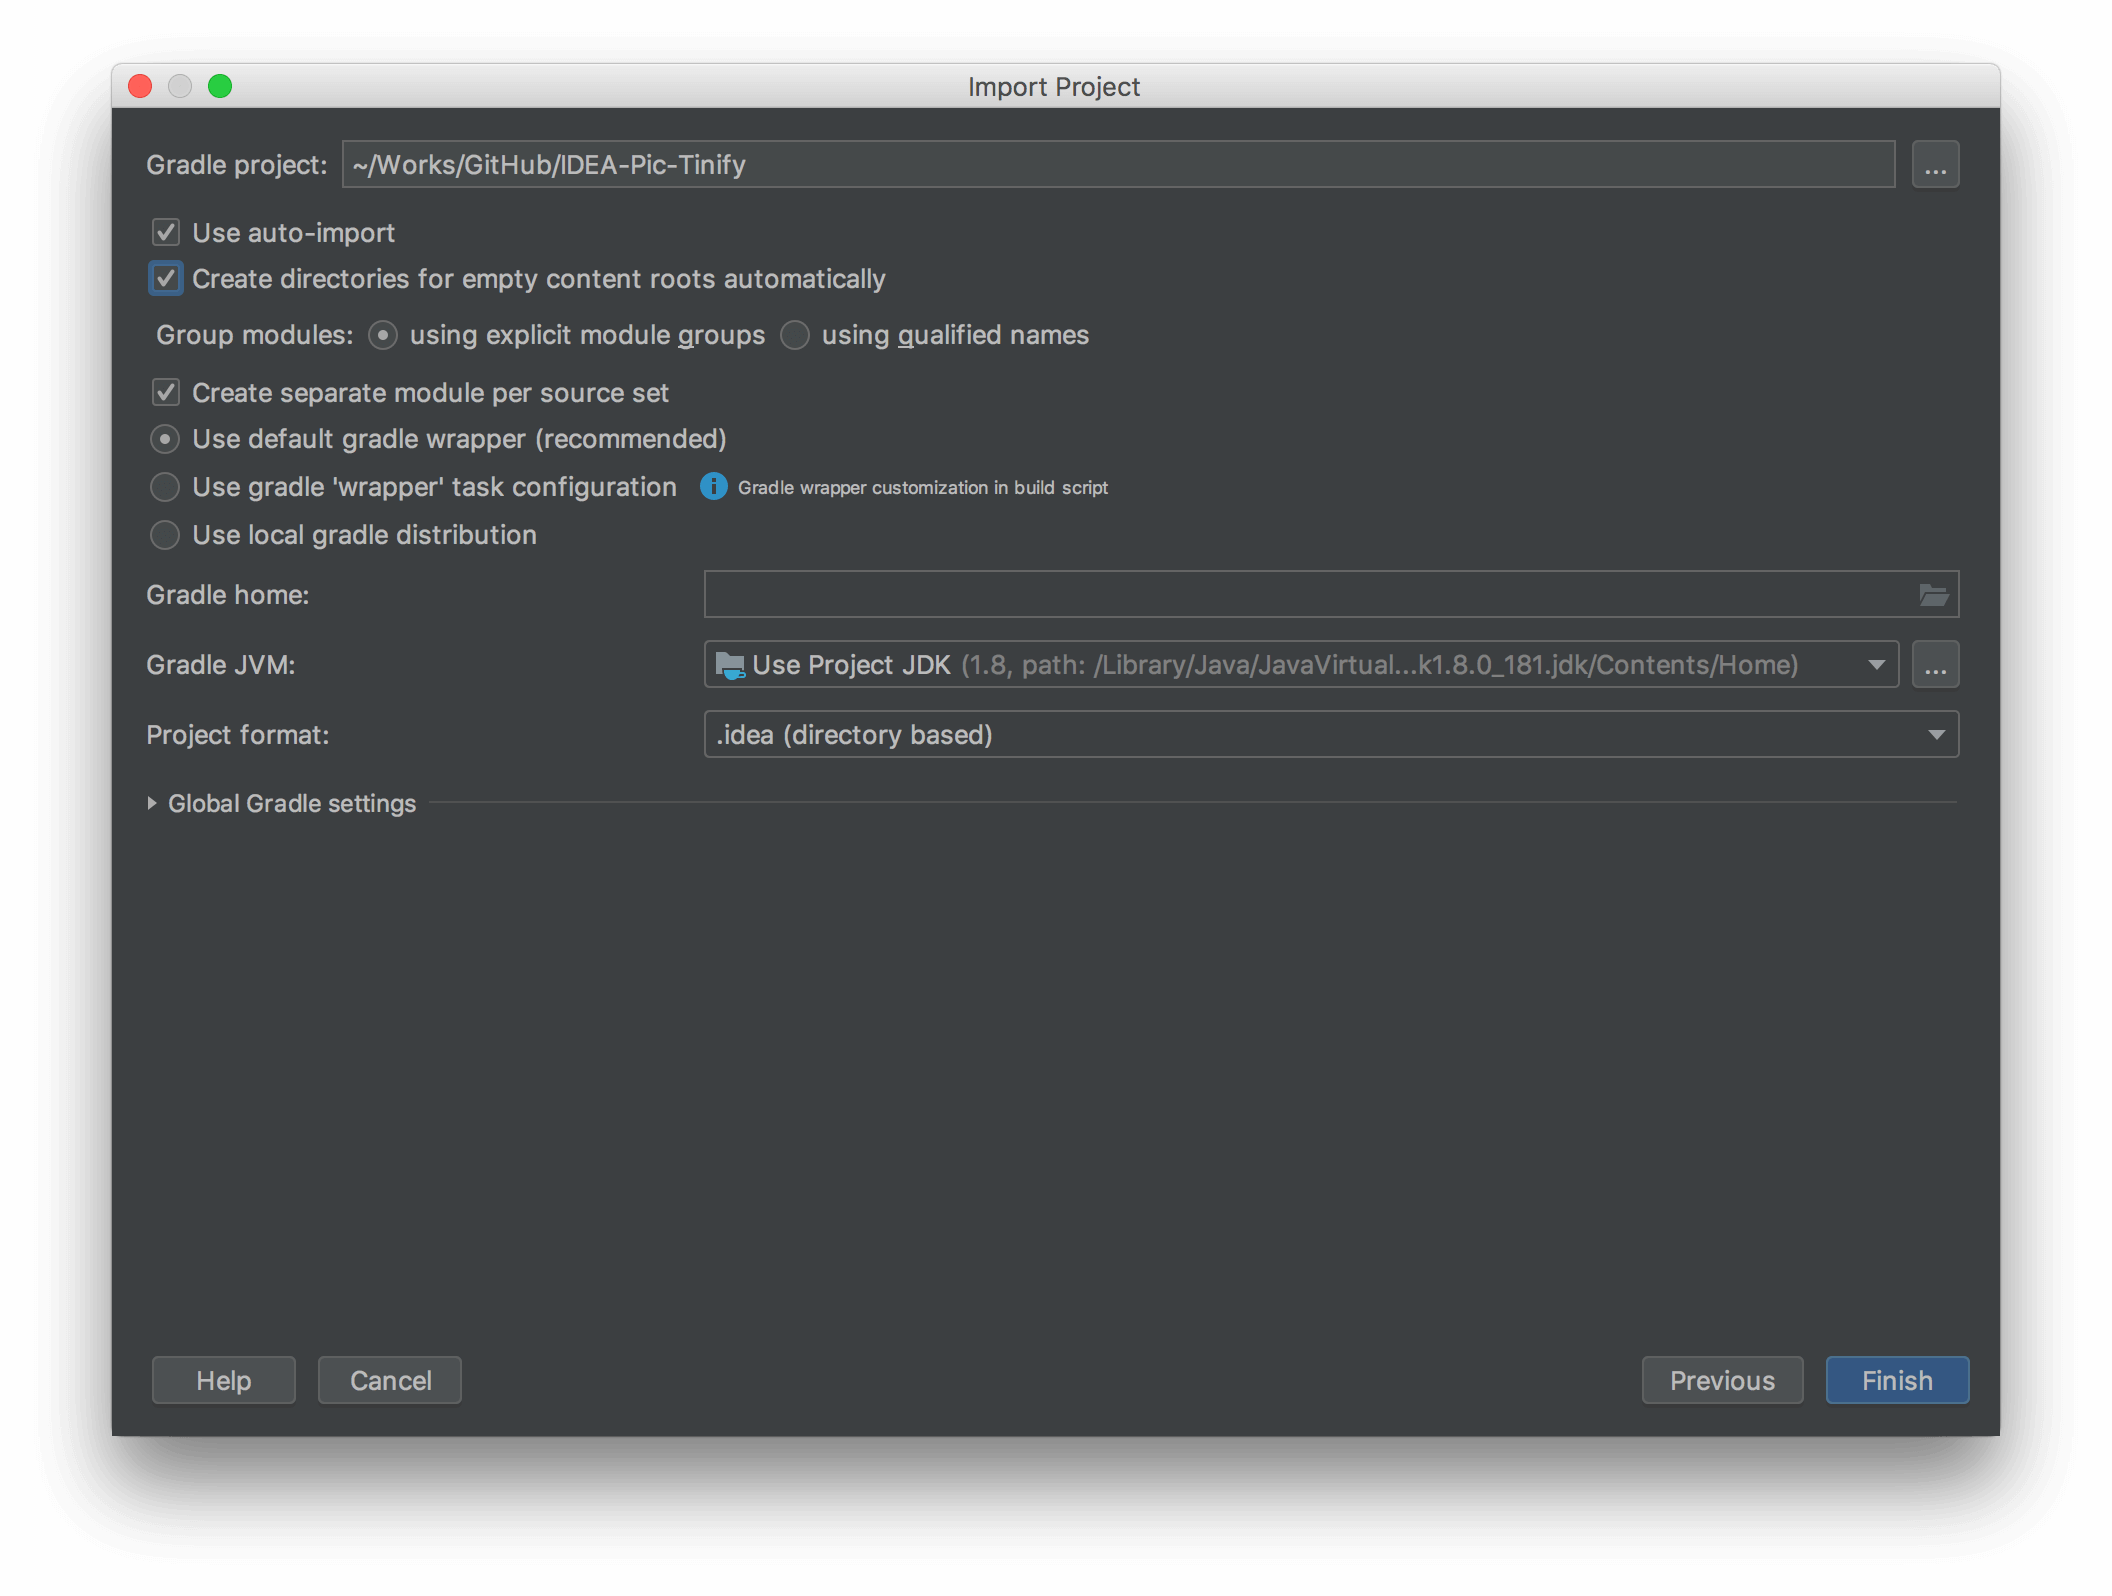 Import Project
Gradle project: ~/Works/GitHub/IDEA-Pic-Tinify ...
Use auto-import
Create directories for empty content roots automatically
Group modules: using explicit module groups using qualified names
Create separate module per source set
Use default gradle wrapper (recommended)
Use gradle 'wrapper' task configuration Gradle wrapper customization in build script
Use local gradle distribution
Gradle home:
Gradle JVM: Use Project JDK (1.8, path: /Library/Java/JavaVirtual...k1.8.0_181.jdk/Contents/Home) ...
Project format: .idea (directory based)
Global Gradle settings
Help Cancel Previous Finish